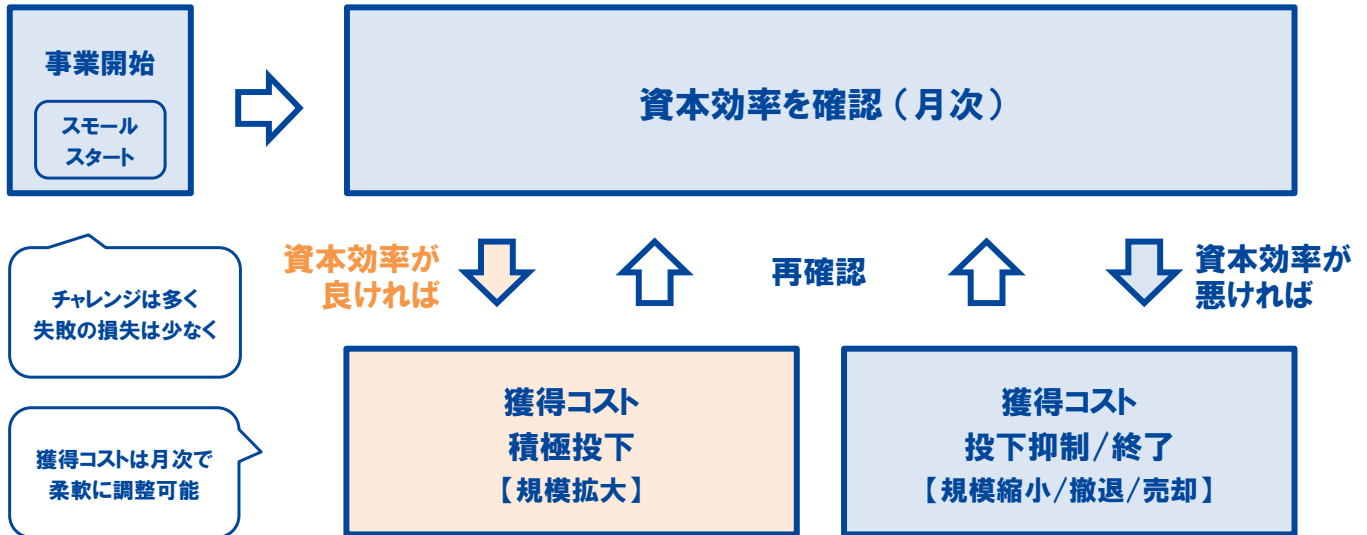 事業開始
スモール
スタート
資本効率を確認（月次）
チャレンジは多く
失敗の損失は少なく
資本効率が
良ければ
再確認
資本効率が
悪ければ
獲得コストは月次で
柔軟に調整可能
獲得コスト
積極投下
【規模拡大】
獲得コスト
投下抑制/終了
【規模縮小/撤退/売却】